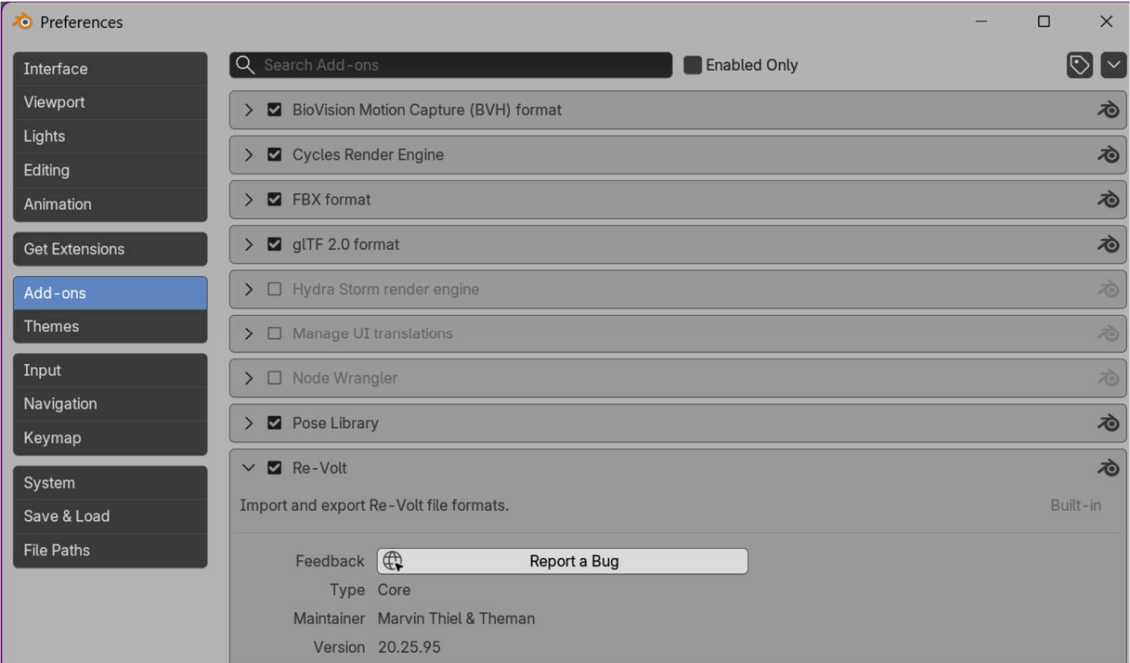 Preferences
Interface
Viewport
Lights
Editing
Animation
Get Extensions
Add-ons
Themes
Input
Navigation
Keymap
System
Save & Load
File Paths
Search Add-ons
Enabled Only
BioVision Motion Capture (BVH) format
Cycles Render Engine
FBX format
glTF 2.0 format
Hydra Storm render engine
Manage UI translations
Node Wrangler
Pose Library
Re-Volt
Import and export Re-Volt file formats. Built-in
Feedback Report a Bug
Type Core
Maintainer Marvin Thiel & Theman
Version 20.25.95